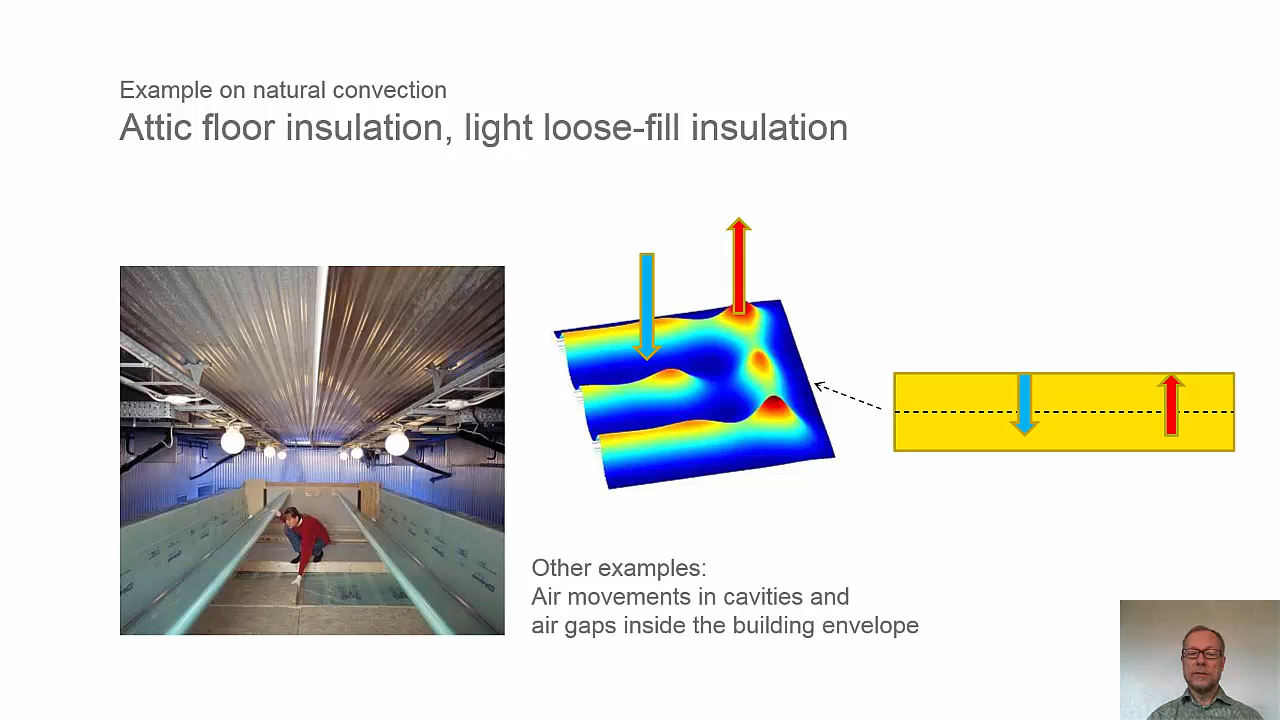 Example on natural convection
Attic floor insulation, light loose-fill insulation
Other examples:
Air movements in cavities and
air gaps inside the building envelope